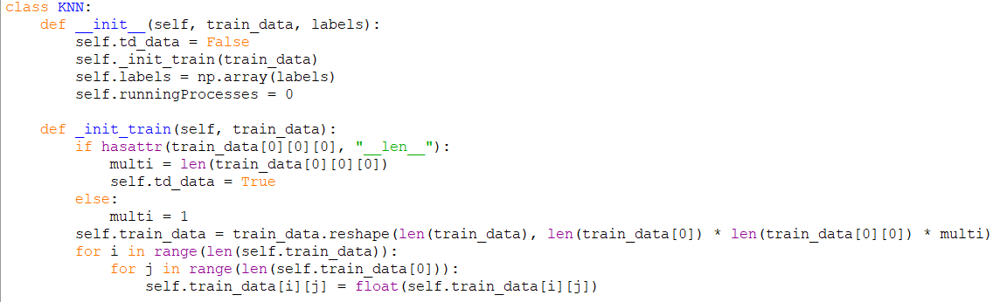 class KNN:
    def __init__(self, train_data, labels):
        self.td_data = False
        self._init_train(train_data)
        self.labels = np.array(labels)
        self.runningProcesses = 0

    def _init_train(self, train_data):
        if hasattr(train_data[0][0][0], "__len__"):
            multi = len(train_data[0][0][0])
            self.td_data = True
        else:
            multi = 1
        self.train_data = train_data.reshape(len(train_data), len(train_data[0]) * len(train_data[0][0]) * multi)
        for i in range(len(self.train_data)):
            for j in range(len(self.train_data[0])):
                self.train_data[i][j] = float(self.train_data[i][j])